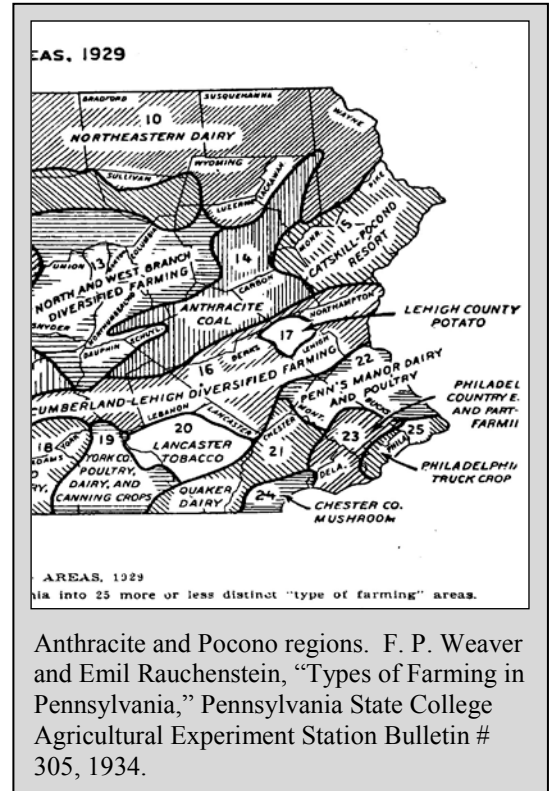 EAS, 1929
BRADFORD
SUSQUEHANNA
WAYNE
10
NORTHEASTERN DAIRY
SULLIVAN
WYOMING
LUZERNE
PIKE
15
MONR.
CATSKILL-POCONO
RESORT
14
UNION
13
COLUMBIA
NORTH AND WEST BRANCH
DIVERSIFIED FARMING
CARBON
ANTHRACITE
COAL
NORTHAMPTON
SNYDER
NORTHUMBERLAND
LEHIGH COUNTY
POTATO
DAUPHIN
SCHUYL.
17
16
BERKS
LEHIGH
CUMBERLAND-LEHIGH DIVERSIFIED FARMING
22
PENN'S MANOR DAIRY
AND POULTRY
LEBANON
LANCASTER
MONT.
BUCKS
PHILADEL
COUNTRY E.
AND PART-
FARMII
18
YORK
ADAMS
19
YORK CO.
POULTRY,
DAIRY, AND
CANNING CROPS
20
LANCASTER
TOBACCO
CHESTER
21
23
25
PHILA.
DELA.
PHILADELPHI
TRUCK CROP
QUAKER
DAIRY
24
CHESTER CO.
MUSHROOM
AREAS, 1929
nia into 25 more or less distinct "type of farming" areas.
Anthracite and Pocono regions. F. P. Weaver
and Emil Rauchenstein, “Types of Farming in
Pennsylvania,” Pennsylvania State College
Agricultural Experiment Station Bulletin #
305, 1934.